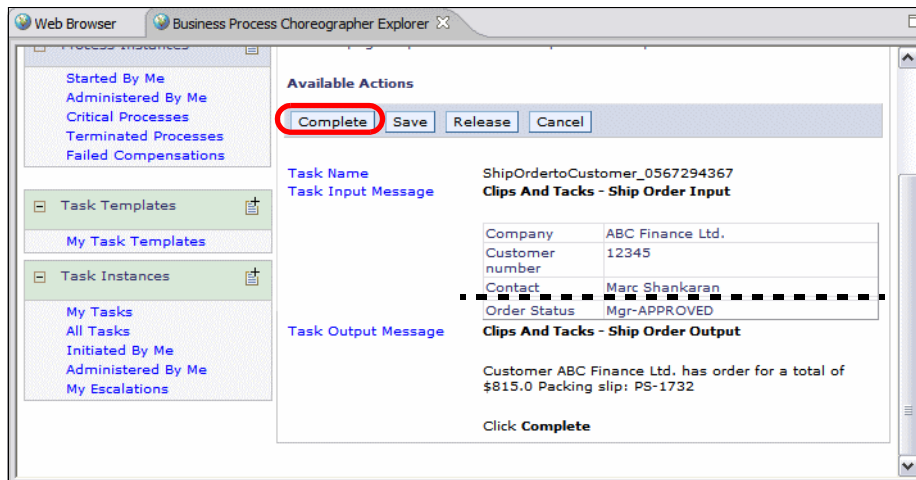 Web Browser
Business Process Choreographer Explorer
Process Instances
Started By Me
Administered By Me
Critical Processes
Terminated Processes
Failed Compensations
Task Templates
My Task Templates
Task Instances
My Tasks
All Tasks
Initiated By Me
Administered By Me
My Escalations
Available Actions
Complete Save Release Cancel
Task Name ShipOrdertoCustomer_0567294367
Task Input Message Clips And Tacks - Ship Order Input
Company ABC Finance Ltd.
Customer 12345
number
Contact Marc Shankaran
Order Status Mgr-APPROVED
Task Output Message Clips And Tacks - Ship Order Output
Customer ABC Finance Ltd. has order for a total of
$815.0 Packing slip: PS-1732
Click Complete